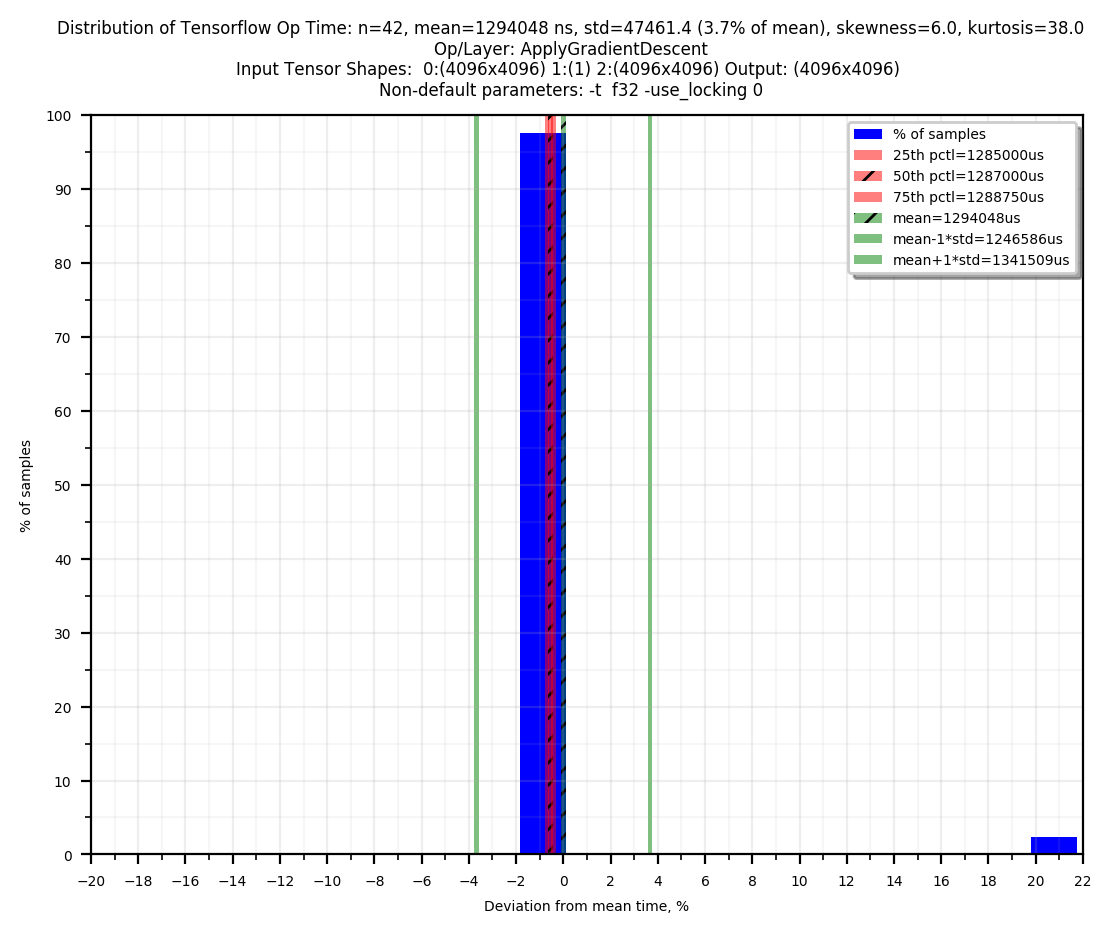 Distribution of Tensorflow Op Time: n=42, mean=1294048 ns, std=47461.4 (3.7% of mean), skewness=6.0, kurtosis=38.0
Op/Layer: ApplyGradientDescent
Input Tensor Shapes:  0:(4096x4096) 1:(1) 2:(4096x4096) Output: (4096x4096)
Non-default parameters: -t  f32 -use_locking 0
% of samples
25th pctl=1285000us
50th pctl=1287000us
75th pctl=1288750us
mean=1294048us
mean-1*std=1246586us
mean+1*std=1341509us
100
90
80
70
60
50
40
30
20
10
0
% of samples
−20 −18 −16 −14 −12 −10 −8 −6 −4 −2 0 2 4 6 8 10 12 14 16 18 20 22
Deviation from mean time, %